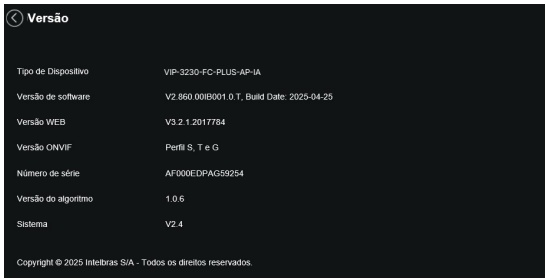 Versão
Tipo de Dispositivo VIP-3230-FC-PLUS-AP-IA
Versão de software V2.860.00IB001.0.T, Build Date: 2025-04-25
Versão WEB V3.2.1.2017784
Versão ONVIF Perfil S, T e G
Número de série AF000EDPAG59254
Versão do algoritmo 1.0.6
Sistema V2.4
Copyright © 2025 Intelbras S/A - Todos os direitos reservados.